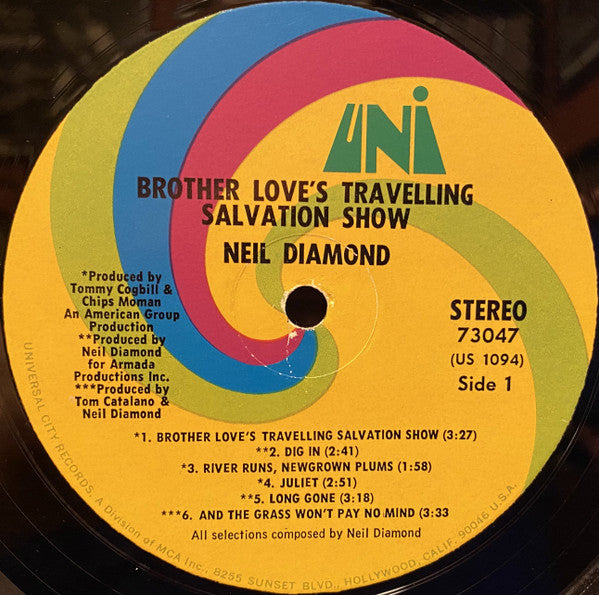 UNI
BROTHER LOVE'S TRAVELLING
SALVATION SHOW
NEIL DIAMOND
*Produced by
Tommy Cogbill &
Chips Moman
An American Group
Production
**Produced by
Neil Diamond
for Armada
Productions Inc.
***Produced by
Tom Catalano &
Neil Diamond
STEREO
73047
(US 1094)
Side 1
*1. BROTHER LOVE'S TRAVELLING SALVATION SHOW (3:27)
**2. DIG IN (2:41)
*3. RIVER RUNS, NEWGROWN PLUMS (1:58)
*4. JULIET (2:51)
**5. LONG GONE (3:18)
***6. AND THE GRASS WON'T PAY NO MIND (3:33
All selections composed by Neil Diamond
UNIVERSAL CITY RECORDS, A Division of MCA Inc., 8255 SUNSET BLVD., HOLLYWOOD, CALIF. 90046 U.S.A.